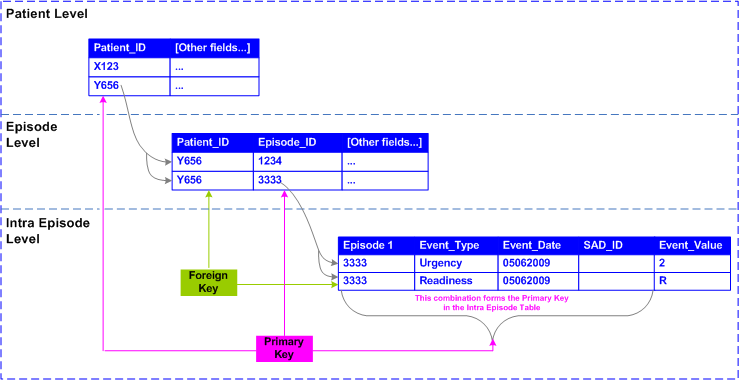 Patient Level
Patient_ID [Other fields...]
X123 ...
Y656 ...
Episode
Level
Patient_ID Episode_ID [Other fields...]
Y656 1234 ...
Y656 3333 ...
Intra Episode
Level
Episode 1 Event_Type Event_Date SAD_ID Event_Value
3333 Urgency 05062009 2
3333 Readiness 05062009 R
Foreign
Key
This combination forms the Primary Key
in the Intra Episode Table
Primary
Key